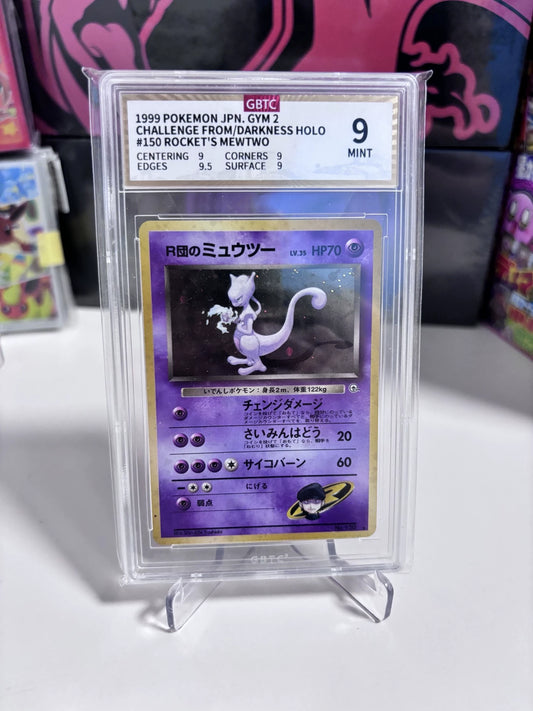 GBTC
1999 POKEMON JPN. GYM 2
CHALLENGE FROM/DARKNESS HOLO
#150 ROCKET'S MEWTWO
CENTERING 9 CORNERS 9
EDGES 9.5 SURFACE 9
9
MINT
R団のミュウツー LV.35 HP70
いでんしポケモン:身長2m、体重122kg
チェンジダメージ
さいみんはどう 20
サイコバーン 60
にげる
弱点
GBTC